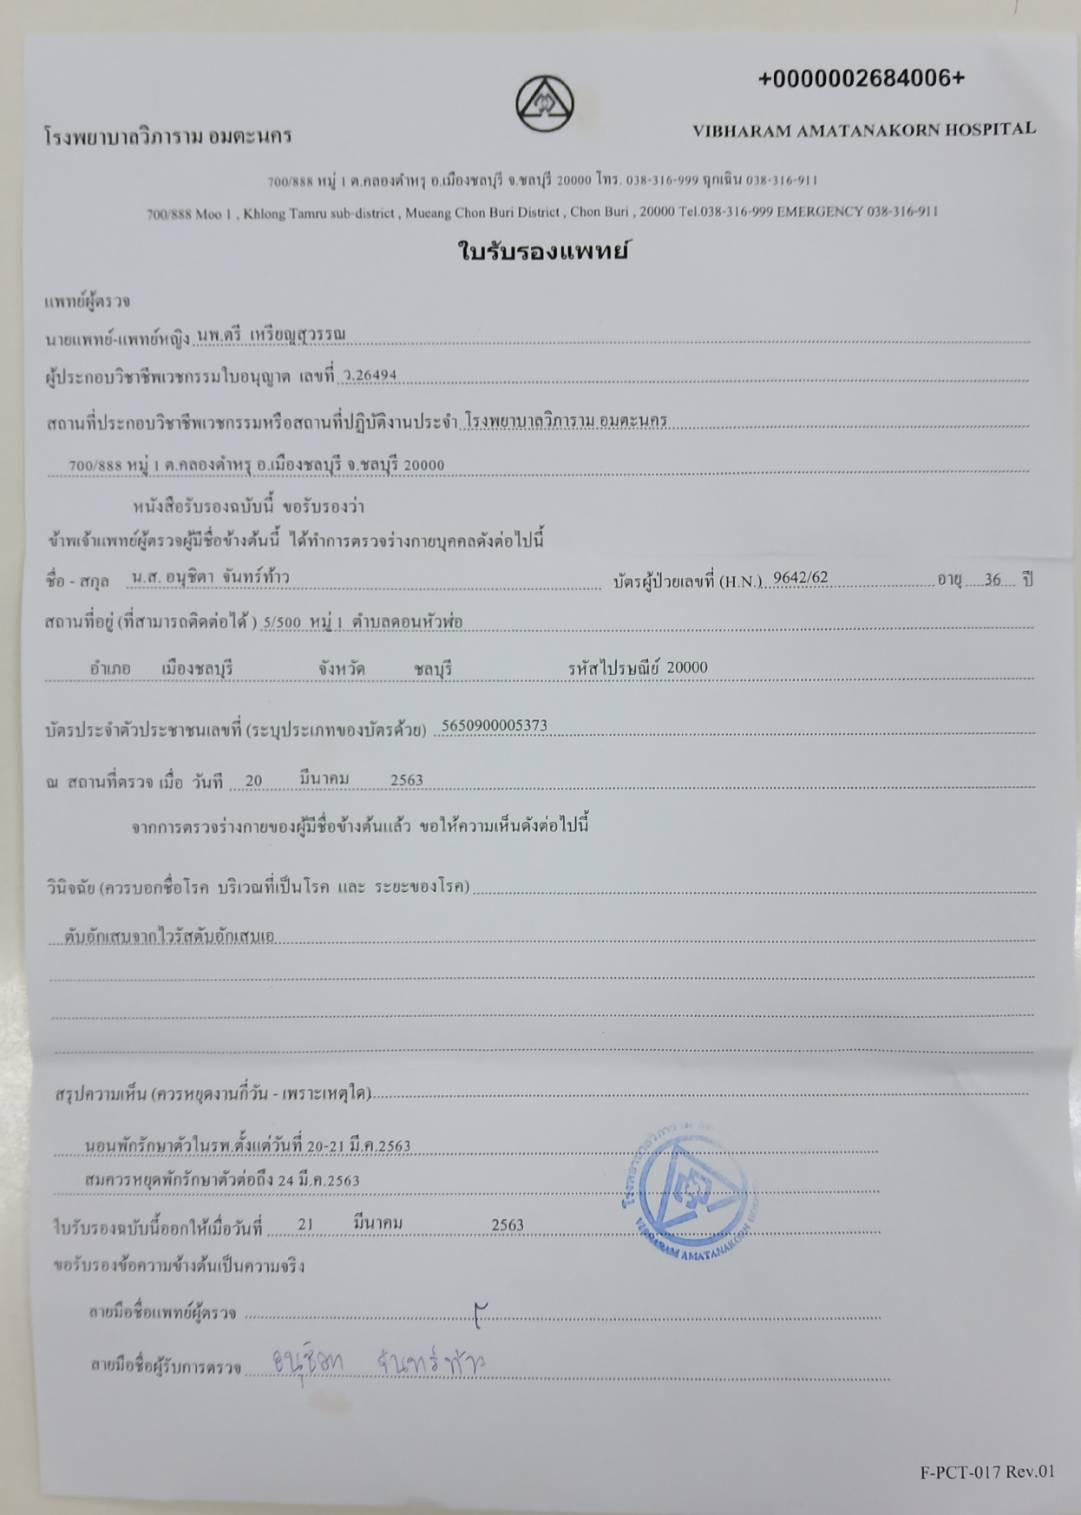 +0000002684006+
โรงพยาบาลวิภาราม อมตะนคร
VIBHARAM AMATANAKORN HOSPITAL
700/888 หมู่ 1 ต.คลองตำหรุ อ.เมืองชลบุรี จ.ชลบุรี 20000 โทร. 038-316-999 ฉุกเฉิน 038-316-911
700/888 Moo 1 , Khlong Tamru sub-district , Mueang Chon Buri District , Chon Buri , 20000 Tel.038-316-999 EMERGENCY 038-316-911
ใบรับรองแพทย์
แพทย์ผู้ตรวจ
นายแพทย์-แพทย์หญิง นพ.ตรี เหรียญสุวรรณ
ผู้ประกอบวิชาชีพเวชกรรมใบอนุญาต เลขที่ ว.26494
สถานที่ประกอบวิชาชีพเวชกรรมหรือสถานที่ปฏิบัติงานประจำ โรงพยาบาลวิภาราม อมตะนคร
700/888 หมู่ 1 ต.คลองตำหรุ อ.เมืองชลบุรี จ.ชลบุรี 20000
หนังสือรับรองฉบับนี้ ขอรับรองว่า
ข้าพเจ้าแพทย์ผู้ตรวจผู้มีชื่อข้างต้นนี้ ได้ทำการตรวจร่างกายบุคคลดังต่อไปนี้
ชื่อ - สกุล น.ส. อนุชิตา จันทร์ท้าว บัตรผู้ป่วยเลขที่ (H.N.) 9642/62 อายุ 36 ปี
สถานที่อยู่ (ที่สามารถติดต่อได้ ) 5/500 หมู่ 1 ตำบลดอนหัวฬ่อ
อำเภอ เมืองชลบุรี จังหวัด ชลบุรี รหัสไปรษณีย์ 20000
บัตรประจำตัวประชาชนเลขที่ (ระบุประเภทของบัตรด้วย) 5650900005373
ณ สถานที่ตรวจ เมื่อ วันที่ 20 มีนาคม 2563
จากการตรวจร่างกายของผู้มีชื่อข้างต้นแล้ว ขอให้ความเห็นดังต่อไปนี้
วินิจฉัย (ควรบอกชื่อโรค บริเวณที่เป็นโรค และ ระยะของโรค)
ตับอักเสบจากไวรัสตับอักเสบเอ
สรุปความเห็น (ควรหยุดงานกี่วัน - เพราะเหตุใด)
นอนพักรักษาตัวในรพ.ตั้งแต่วันที่ 20-21 มี.ค.2563
สมควรหยุดพักรักษาตัวต่อถึง 24 มี.ค.2563
ใบรับรองฉบับนี้ออกให้เมื่อวันที่ 21 มีนาคม 2563
ขอรับรองข้อความข้างต้นเป็นความจริง
โรงพยาบาลวิภาราม
VIBHARAM AMATANAKORN
ลายมือชื่อแพทย์ผู้ตรวจ
ลายมือชื่อผู้รับการตรวจ อนุชิตา จันทร์ท้าว
F-PCT-017 Rev.01